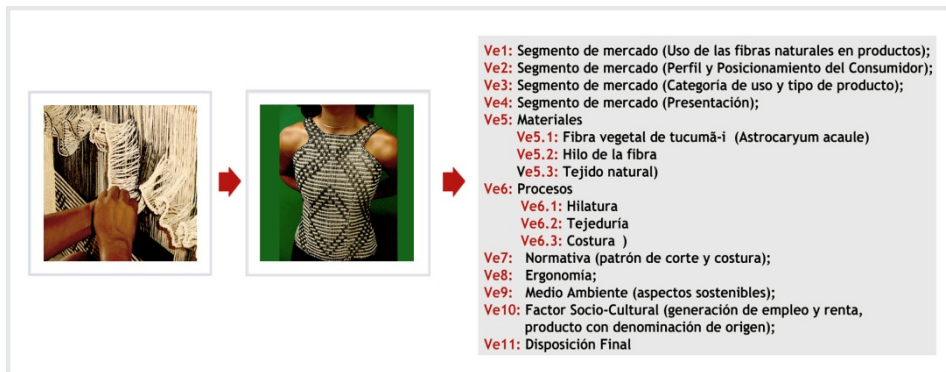 Ve1: Segmento de mercado (Uso de las fibras naturales en productos);
Ve2: Segmento de mercado (Perfil y Posicionamiento del Consumidor);
Ve3: Segmento de mercado (Categoría de uso y tipo de producto);
Ve4: Segmento de mercado (Presentación);
Ve5: Materiales
Ve5.1: Fibra vegetal de tucumã-i (Astrocaryum acaule)
Ve5.2: Hilo de la fibra
Ve5.3: Tejido natural)
Ve6: Procesos
Ve6.1: Hilatura
Ve6.2: Tejeduría
Ve6.3: Costura )
Ve7: Normativa (patrón de corte y costura);
Ve8: Ergonomía;
Ve9: Medio Ambiente (aspectos sostenibles);
Ve10: Factor Socio-Cultural (generación de empleo y renta,
producto con denominación de origen);
Ve11: Disposición Final